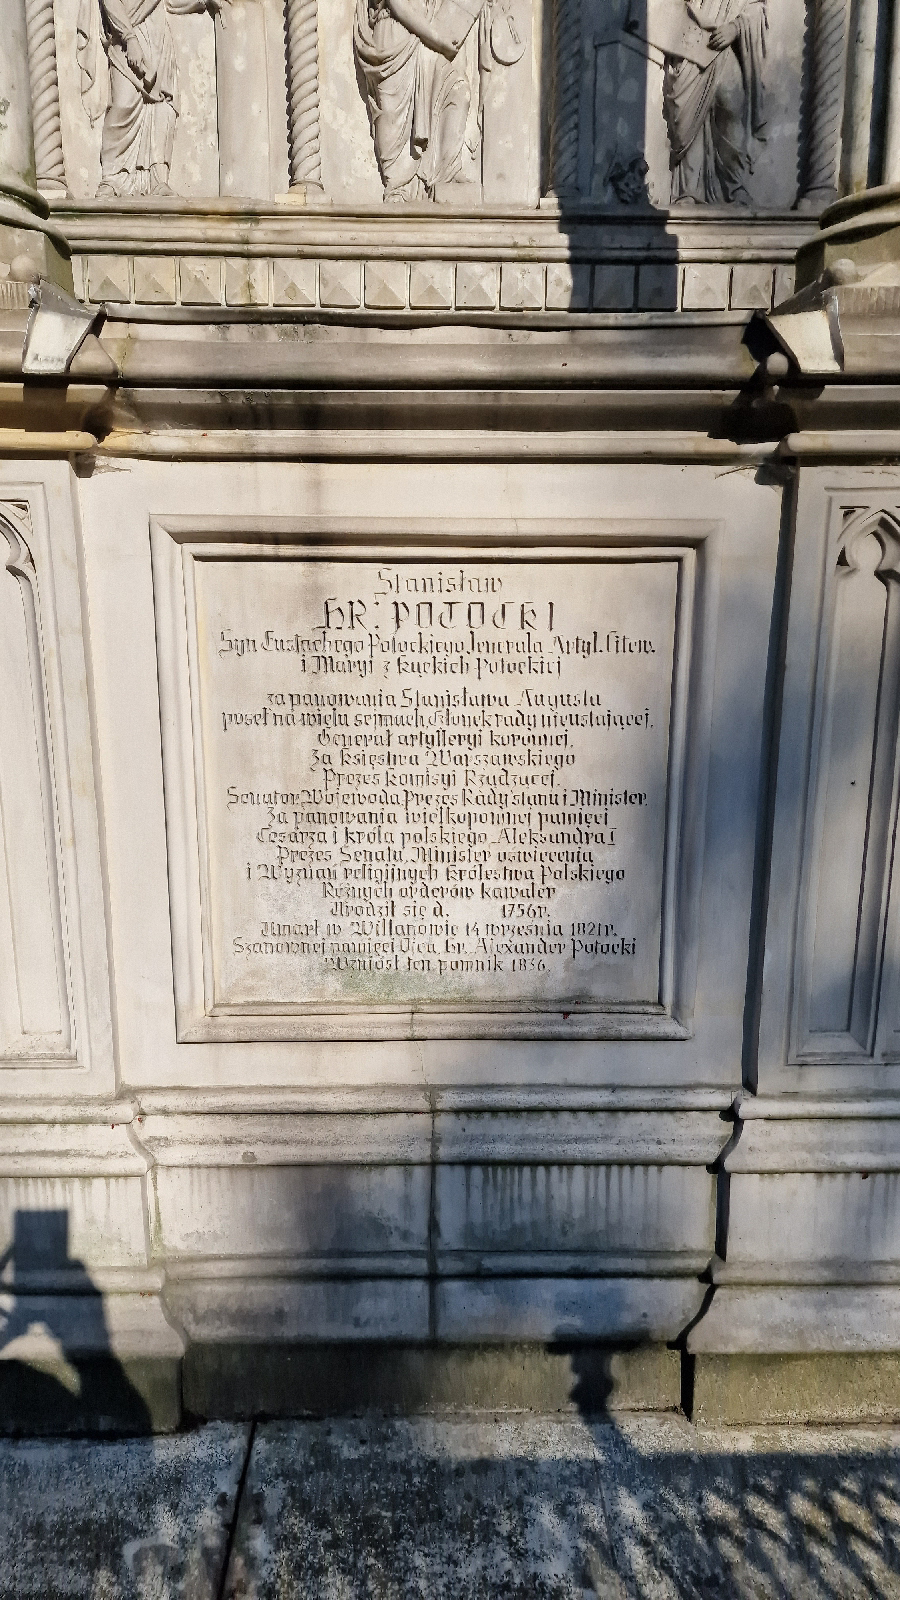 Stanisław
HR: POTOCKI
Syn Eustachego Potockiego Jenerała Artyl. Litew.
i Maryi z Kąckich Potockiej
za panowania Stanisława Augusta
poseł na wielu sejmach, Członek rady nieustającej,
Generał artylleryi koronnej,
Za Księstwa Warszawskiego
Prezes Komisyi Rządzącej,
Senator, Wojewoda, Prezes Rady stanu i Minister,
Za panowania wielkopomnej pamięci
Cesarza i króla polskiego Aleksandra I
Prezes Senatu, Minister oświecenia
i Wyznań religijnych Królestwa Polskiego
Różnych orderów kawaler
Urodził się d. 1756r.
Umarł w Willanowie 14 września 1821r.
Szanownej pamięci Ojca, hr. Alexander Potocki
Wzniósł ten pomnik 1836.